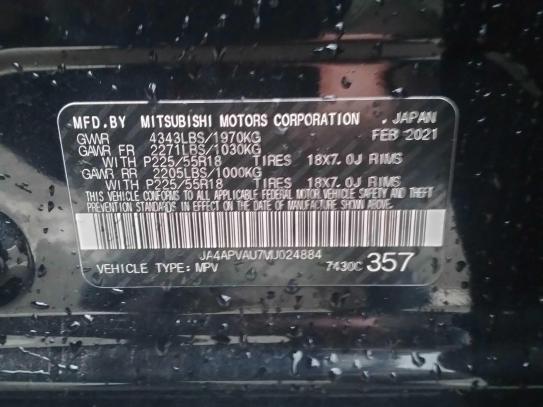 MFD.BY MITSUBISHI MOTORS CORPORATION . JAPAN
GVWR 4343LBS/1970KG FEB 2021
GAWR FR 2271LBS/1030KG
WITH P225/55R18 TIRES 18X7.0J RIMS
GAWR RR 2205LBS/1000KG
WITH P225/55R18 TIRES 18X7.0J RIMS
THIS VEHICLE CONFORMS TO ALL APPLICABLE FEDERAL MOTOR VEHICLE SAFETY AND THEFT
PREVENTION STANDARDS IN EFFECT ON THE DATE OF MANUFACTURE SHOWN ABOVE.
JA4APVAU7MU024884
VEHICLE TYPE: MPV 7430C 357